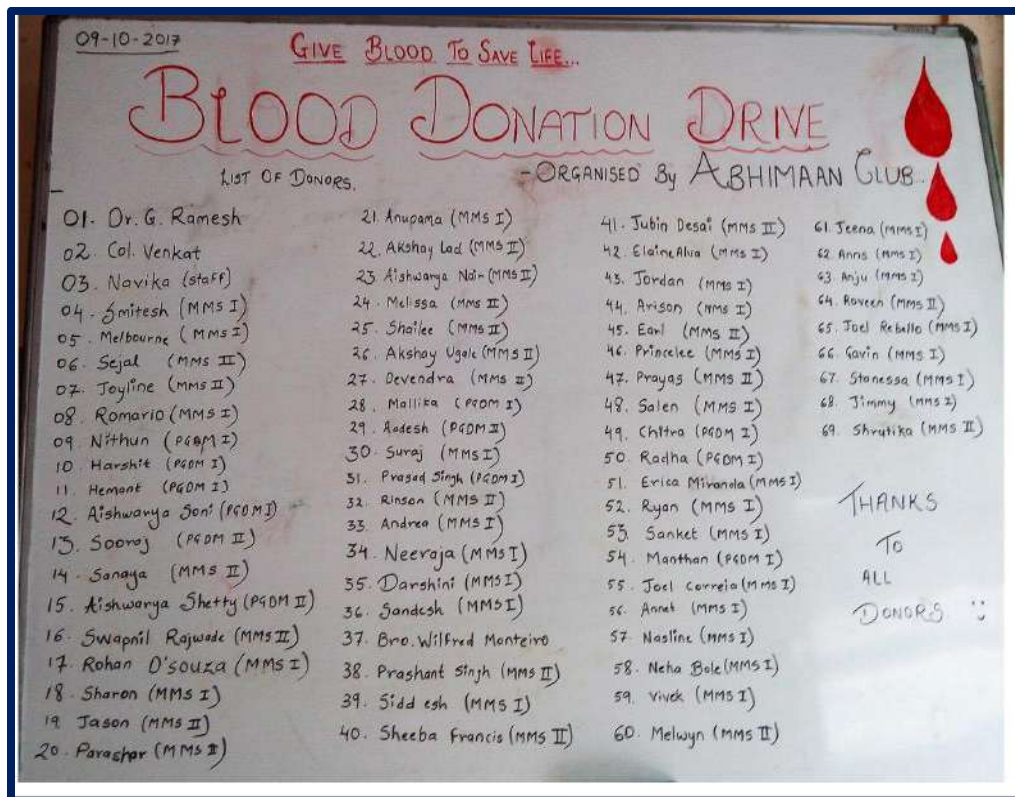 09-10-2017
GIVE BLOOD TO SAVE LIFE...
BLOOD DONATION DRIVE
LIST OF DONORS.
- ORGANISED By ABHIMAAN CLUB..
01. Dr. G. Ramesh
02. Col. Venkat
03. Navika (staff)
04. Smitesh (MMS I)
05. Melbourne (MMS I)
06. Sejal (MMS II)
07. Joyline (MMS II)
08. Romario (MMS I)
09. Nithun (PGDM I)
10. Harshit (PGDM I)
11. Hemant (PGDM I)
12. Aishwarya Soni (PGDM I)
13. Sooraj (PGDM II)
14. Sanaya (MMS II)
15. Aishwarya Shetty (PGDM II)
16. Swapnil Rajwade (MMS II)
17. Rohan D'souza (MMS I)
18. Sharon (MMS I)
19. Jason (MMS II)
20. Parashar (MMS II)
21. Anupama (MMS I)
22. Akshay Lad (MMS II)
23 Aishwarya Nair (MMS II)
24. Melissa (MMS II)
25. Shailee (MMS II)
26. Akshay Ugale (MMS II)
27. Devendra (MMS II)
28. Mallika (PGDM I)
29. Aadesh (PGDM II)
30. Suraj (MMS I)
31. Prasad Singh (PGDM I)
32. Rinson (MMS II)
33. Andrea (MMS I)
34. Neeraja (MMS I)
35. Darshini (MMS I)
36. Sandesh (MMS I)
37. Bro. Wilfred Monteiro
38. Prashant Singh (MMS II)
39. Siddesh (MMS I)
40. Sheeba Francis (MMS II)
41. Jubin Desai (MMS II)
42. Elaine Alva (MMS I)
43. Jordan (MMS I)
44. Arison (MMS I)
45. Earl (MMS II)
46. Princelee (MMS I)
47. Prayas (MMS II)
48. Salen (MMS I)
49. Chitra (PGDM I)
50. Radha (PGDM I)
51. Erica Miranda (MMS I)
52. Ryan (MMS I)
53. Sanket (MMS I)
54. Manthan (PGDM I)
55. Joel Correia (MMS I)
56. Annet (MMS I)
57. Nasline (MMS I)
58. Neha Bole (MMS I)
59. Vivek (MMS I)
60. Melwyn (MMS II)
61. Jeena (MMS I)
62. Anns (MMS I)
63. Anju (MMS I)
64. Raveen (MMS II)
65. Joel Rebello (MMS I)
66. Gavin (MMS I)
67. Stanessa (MMS I)
68. Jimmy (MMS I)
69. Shrutika (MMS II)
THANKS
TO
ALL
DONORS